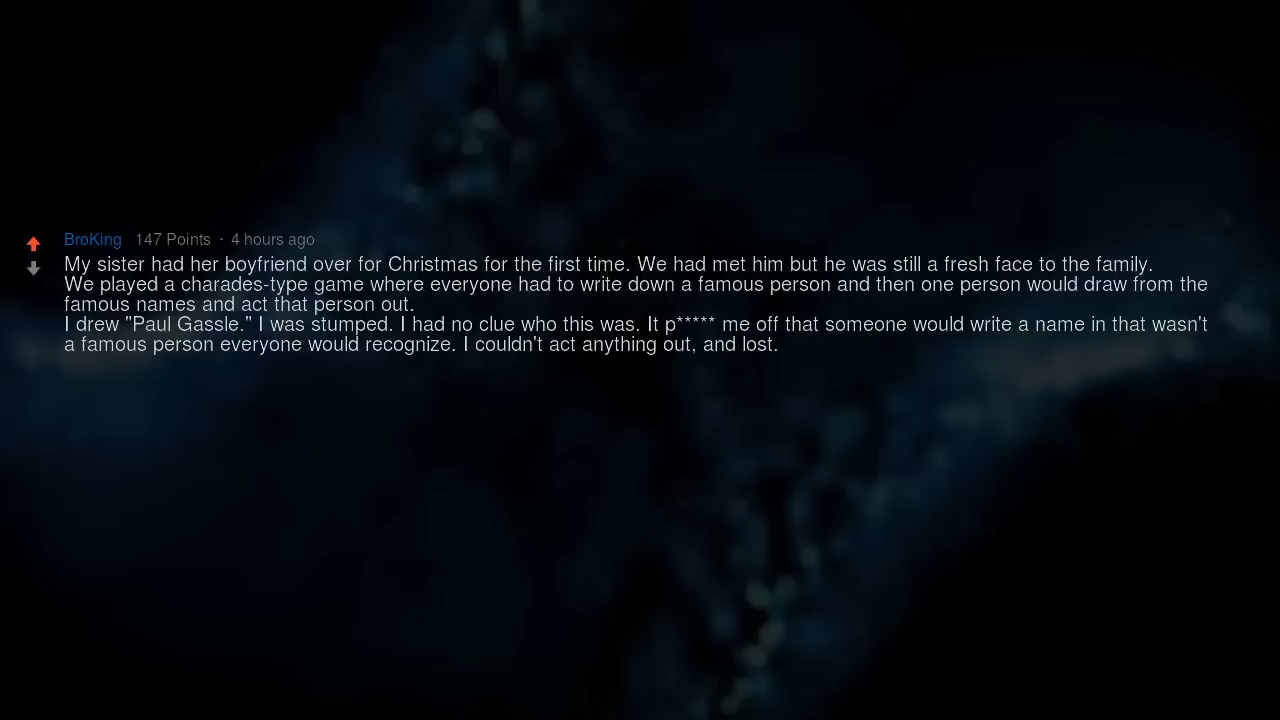 BroKing 147 Points · 4 hours ago
My sister had her boyfriend over for Christmas for the first time. We had met him but he was still a fresh face to the family.
We played a charades-type game where everyone had to write down a famous person and then one person would draw from the
famous names and act that person out.
I drew "Paul Gassle." I was stumped. I had no clue who this was. It p***** me off that someone would write a name in that wasn't
a famous person everyone would recognize. I couldn't act anything out, and lost.